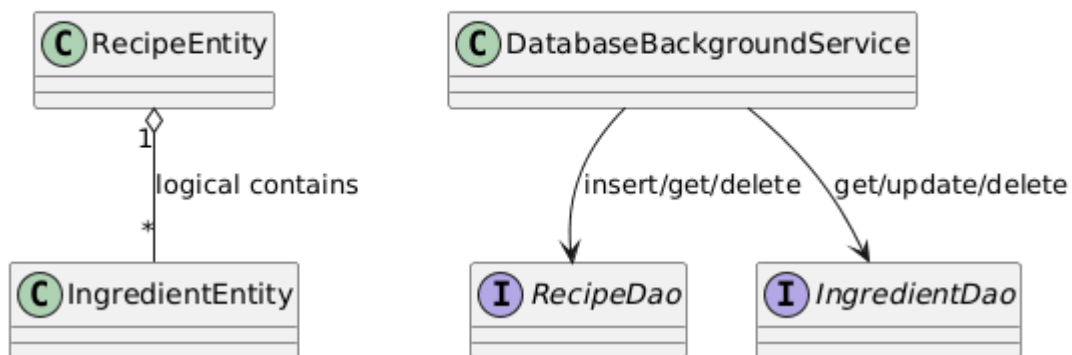 C RecipeEntity
C DatabaseBackgroundService
1
logical contains
insert/get/delete
get/update/delete
*
C IngredientEntity
I RecipeDao
I IngredientDao